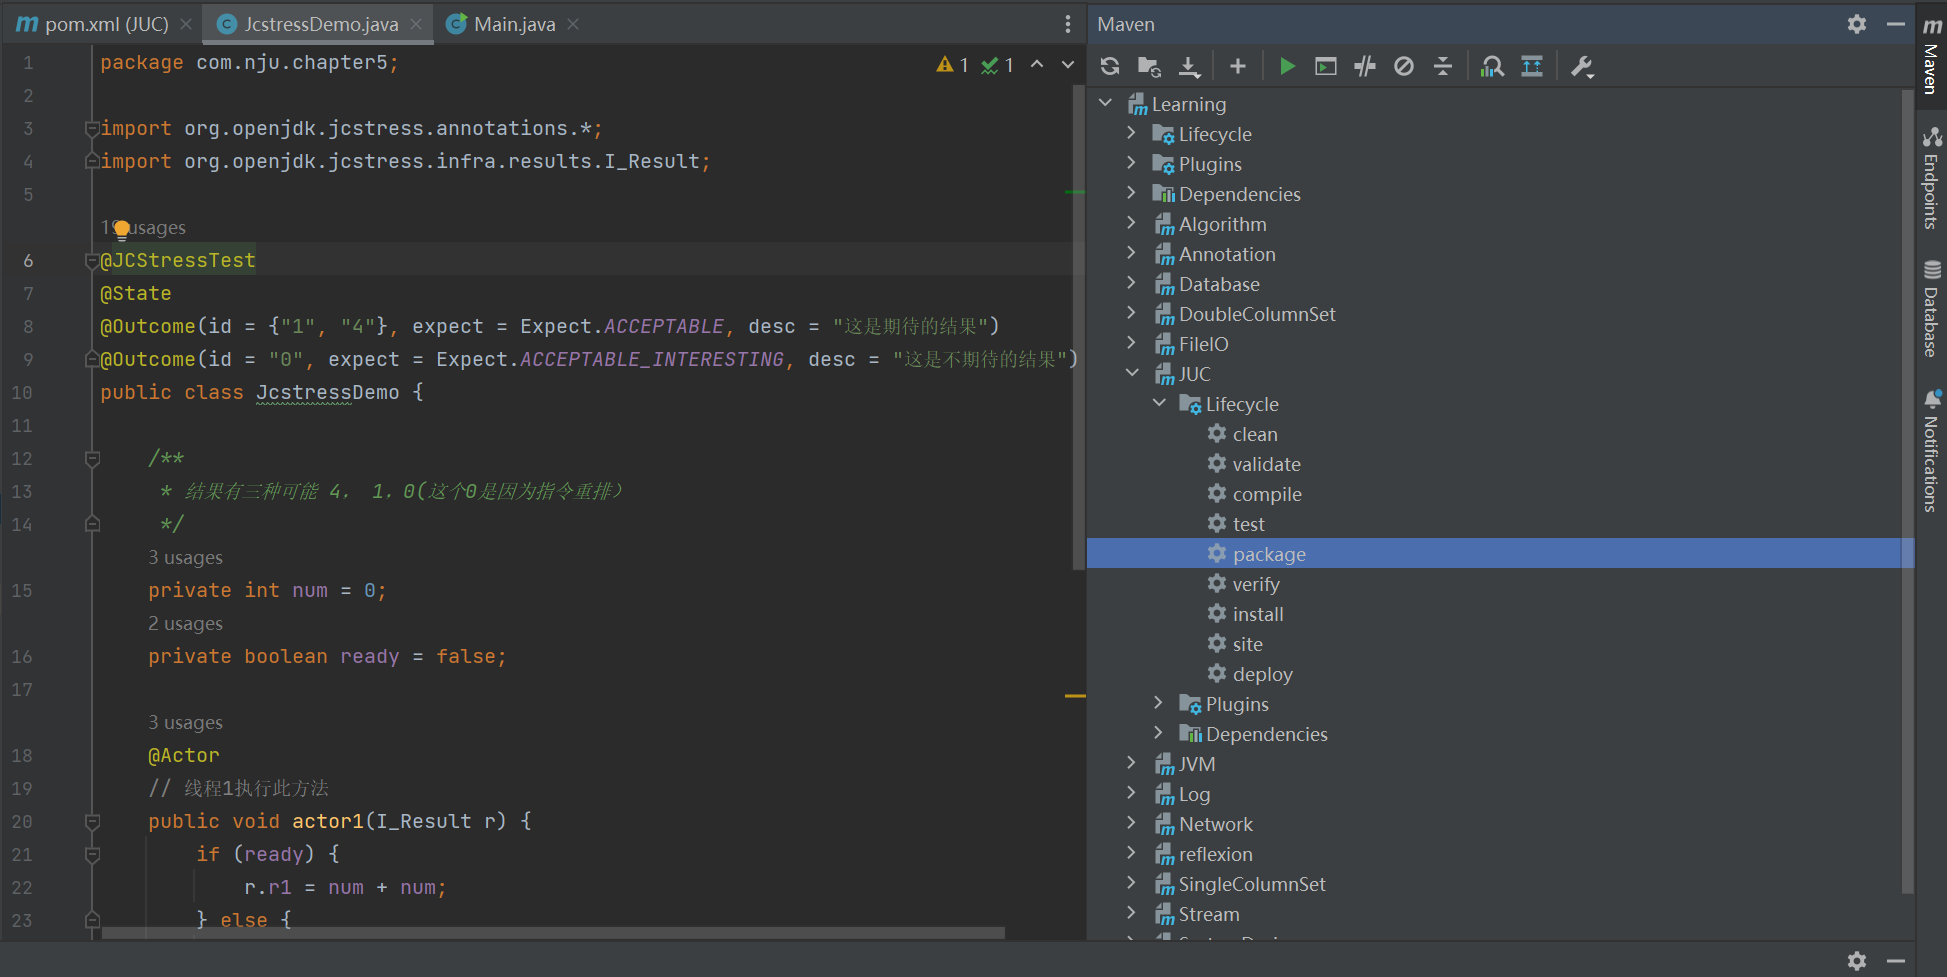 pom.xml (JUC)
JcstressDemo.java
Main.java
1 package com.nju.chapter5;
1 1
2
3 import org.openjdk.jcstress.annotations.*;
4 import org.openjdk.jcstress.infra.results.I_Result;
5
usages
6 @JCStressTest
7 @State
8 @Outcome(id = {"1", "4"}, expect = Expect.ACCEPTABLE, desc = "这是期待的结果")
9 @Outcome(id = "0", expect = Expect.ACCEPTABLE_INTERESTING, desc = "这是不期待的结果")
10 public class JcstressDemo {
11
12 /**
13 * 结果有三种可能 4， 1，0(这个0是因为指令重排）
14 */
3 usages
15 private int num = 0;
2 usages
16 private boolean ready = false;
17
3 usages
18 @Actor
19 // 线程1执行此方法
20 public void actor1(I_Result r) {
21 if (ready) {
22 r.r1 = num + num;
23 } else {
Maven
Learning
Lifecycle
Plugins
Dependencies
Algorithm
Annotation
Database
DoubleColumnSet
FileIO
JUC
Lifecycle
clean
validate
compile
test
package
verify
install
site
deploy
Plugins
Dependencies
JVM
Log
Network
reflexion
SingleColumnSet
Stream
Maven
Endpoints
Database
Notifications